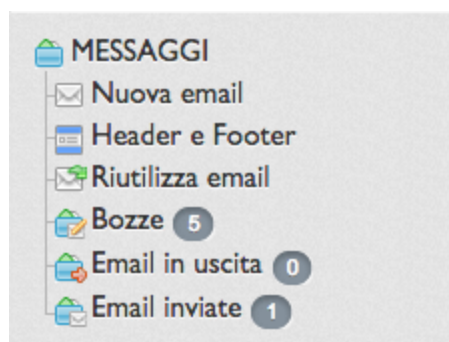 MESSAGGI
Nuova email
Header e Footer
Riutilizza email
Bozze 5
Email in uscita 0
Email inviate 1